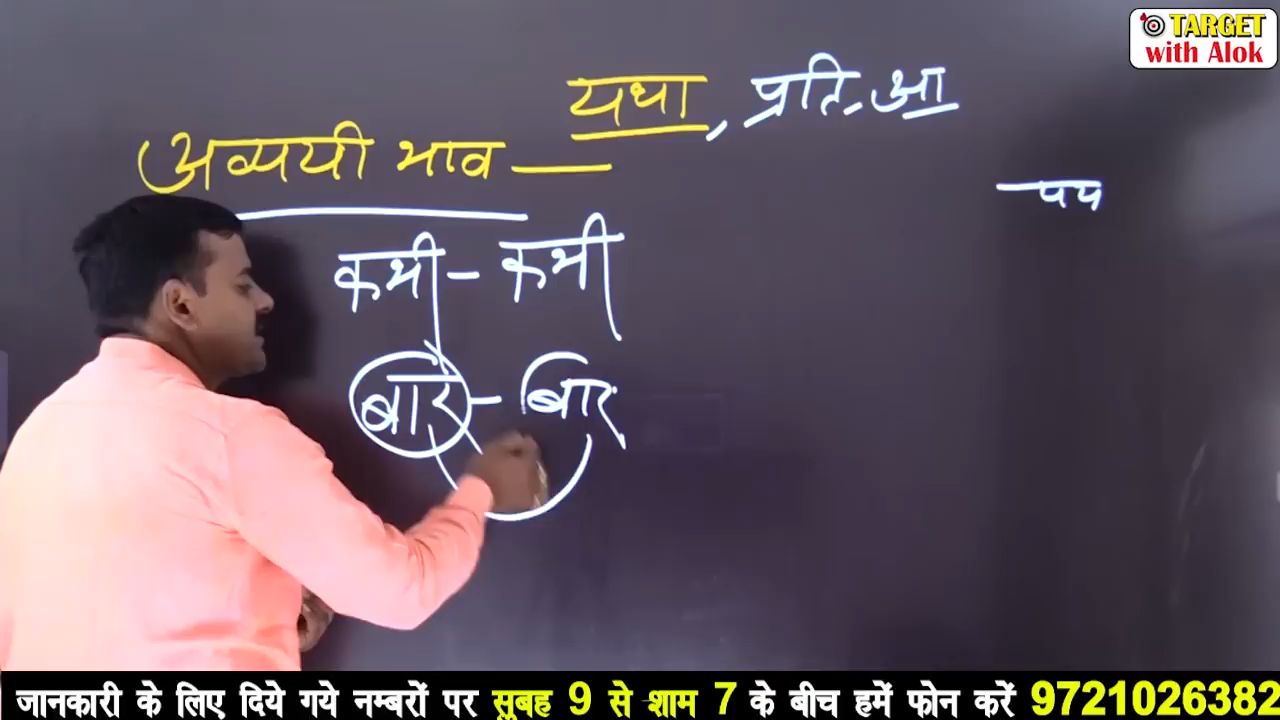 TARGET
with Alok
यथा, प्रति, आ
अव्ययी भाव —
— पप
कभी - कभी
बार - बार
जानकारी के लिए दिये गये नम्बरों पर सुबह 9 से शाम 7 के बीच हमें फोन करें 9721026382